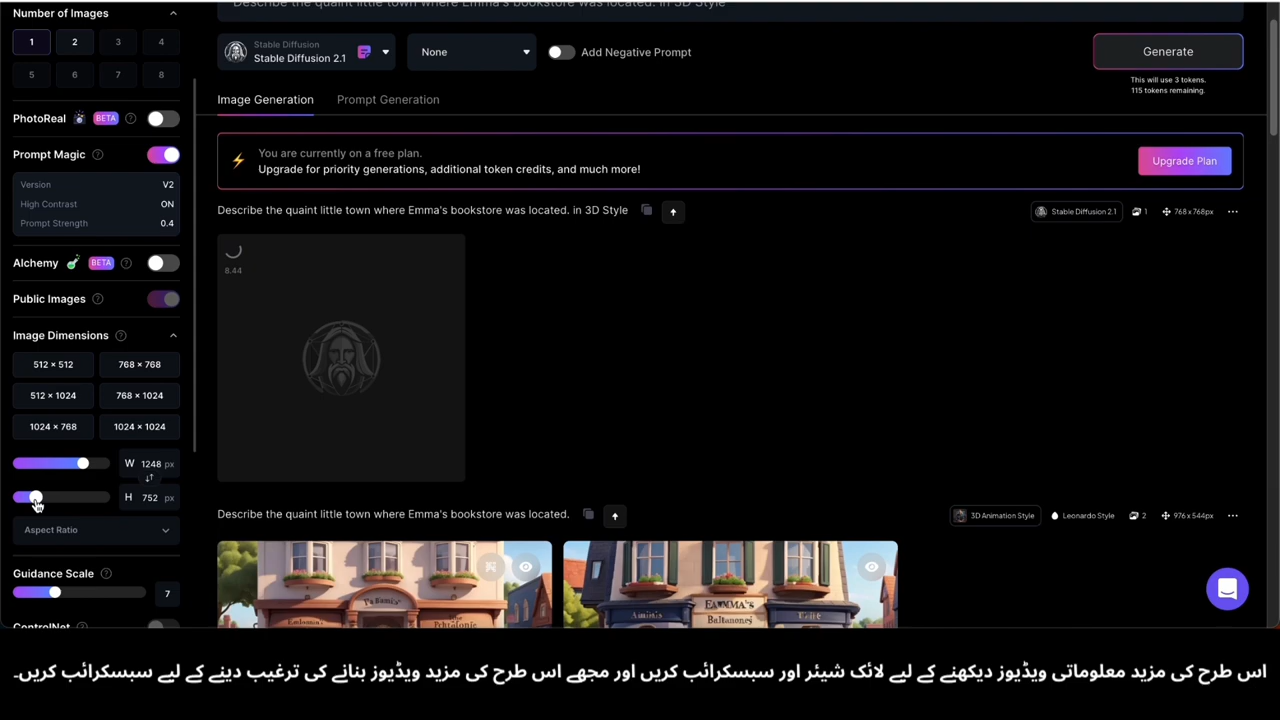 Describe the quaint little town where Emma's bookstore was located. in 3D Style
Number of Images
1 2 3 4
5 6 7 8
PhotoReal BETA
Prompt Magic
Version V2
High Contrast ON
Prompt Strength 0.4
Alchemy BETA
Public Images
Image Dimensions
512 × 512 768 × 768
512 × 1024 768 × 1024
1024 × 768 1024 × 1024
W 1248 px
H 752 px
Aspect Ratio
Guidance Scale
7
ControlNet
Stable Diffusion
Stable Diffusion 2.1
None
Add Negative Prompt
Generate
This will use 3 tokens.
115 tokens remaining.
Image Generation Prompt Generation
You are currently on a free plan.
Upgrade for priority generations, additional token credits, and much more!
Upgrade Plan
Describe the quaint little town where Emma's bookstore was located. in 3D Style
Stable Diffusion 2.1 1 768 x 768px
8.44
Describe the quaint little town where Emma's bookstore was located.
3D Animation Style Leonardo Style 2 976 x 544px
اس طرح کی مزید معلوماتی ویڈیوز دیکھنے کے لیے لائک شیئر اور سبسکرائب کریں اور مجھے اس طرح کی مزید ویڈیوز بنانے کی ترغیب دینے کے لیے سبسکرائب کریں۔